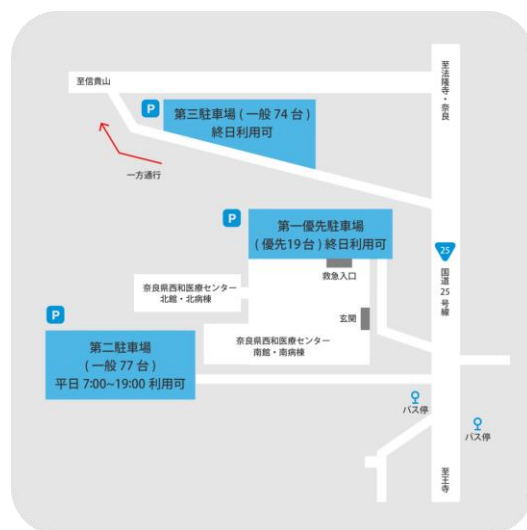 至法隆寺・奈良
至信貴山
P
第三駐車場(一般 74 台)
終日利用可
一方通行
P
第一優先駐車場
(優先19台)終日利用可
25
国道25号線
救急入口
奈良県西和医療センター
北館・北病棟
玄関
P
奈良県西和医療センター
南館・南病棟
第二駐車場
(一般 77 台)
平日 7:00~19:00 利用可
バス停
バス停
至王寺